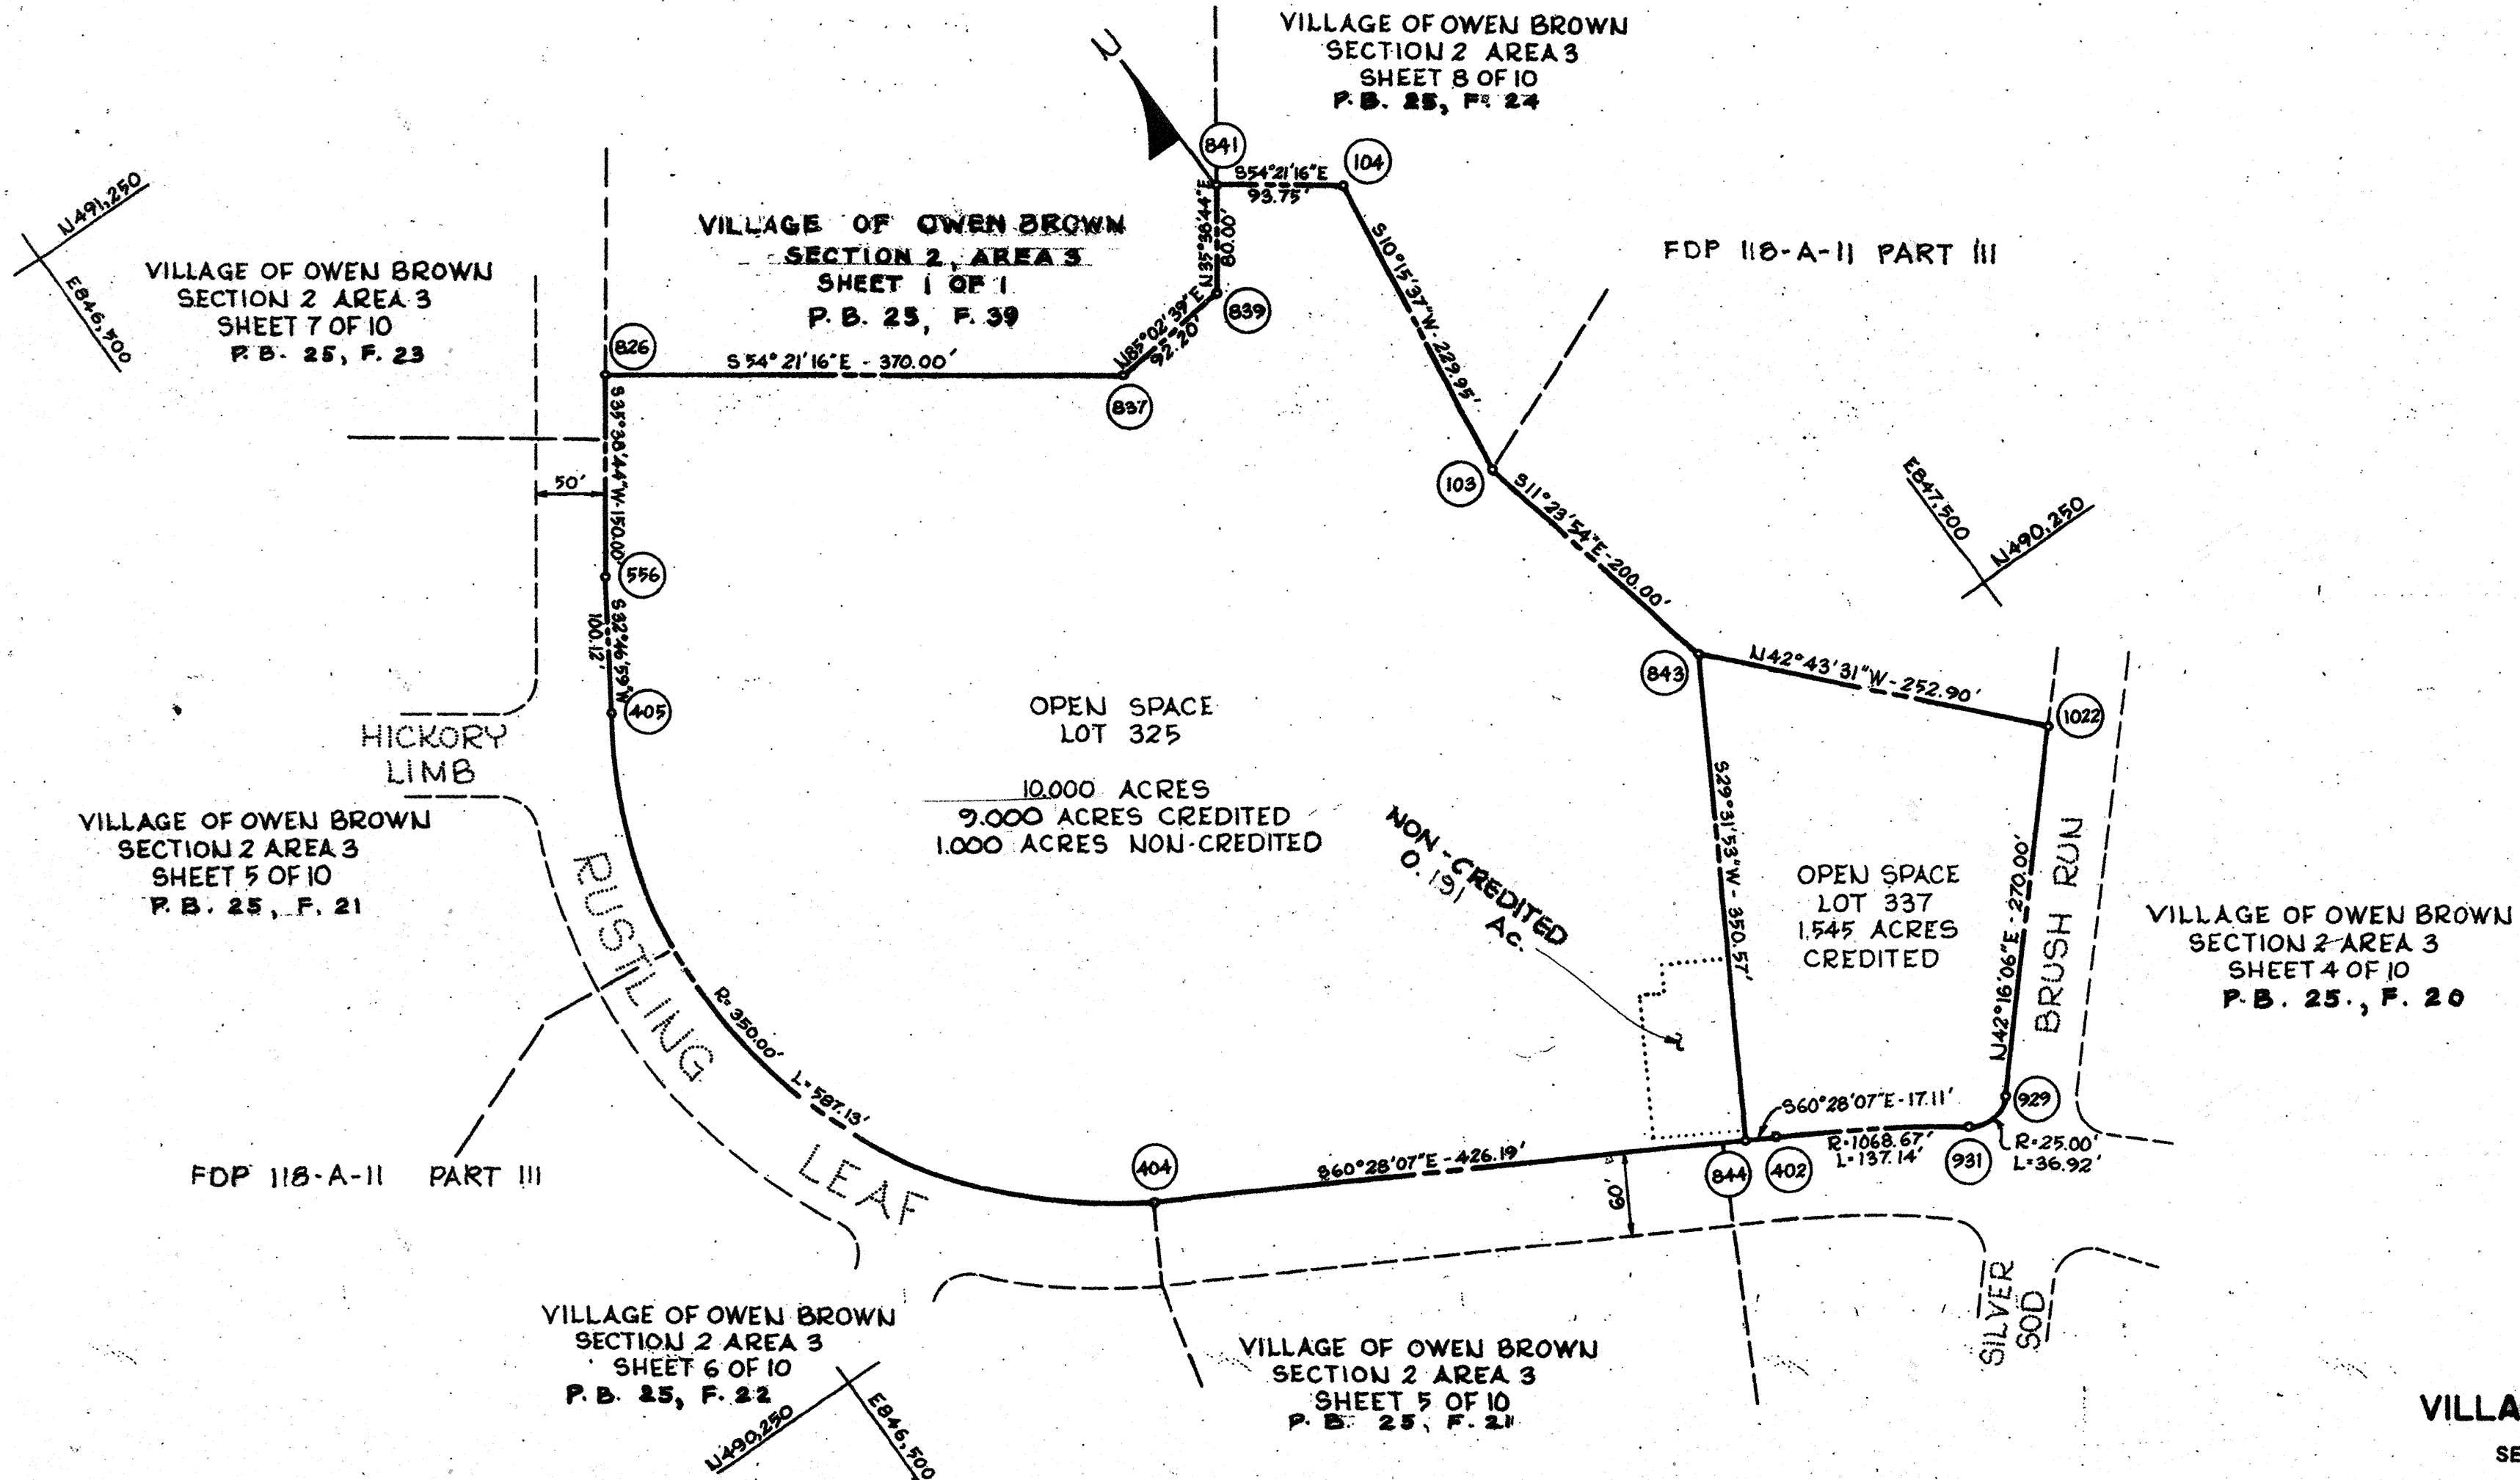 VILLAGE OF OWEN BROWN
SECTION 2 AREA 3
SHEET 8 OF 10
P. B. 25, F. 24
N
841
104
S54°21'16"E
93.75'
N35°38'44"E
80.00'
839
N85°02'39"E
92.20'
837
S10°15'37"W-229.95'
FDP 118-A-11 PART III
N491,250
E846,500
VILLAGE OF OWEN BROWN
SECTION 2 AREA 3
SHEET 7 OF 10
P. B. 25, F. 23
VILLAGE OF OWEN BROWN
SECTION 2, AREA 3
SHEET 1 OF 1
P. B. 25, F. 39
826
S54°21'16"E - 370.00'
S35°38'44"W-150.00'
50'
556
S32°46'59"W
100.12'
405
103
S11°23'54"E-200.00'
E847,500
N490,250
843
N42°43'31"W-252.90'
1022
HICKORY
LIMB
OPEN SPACE
LOT 325
10.000 ACRES
9.000 ACRES CREDITED
1.000 ACRES NON-CREDITED
VILLAGE OF OWEN BROWN
SECTION 2 AREA 3
SHEET 5 OF 10
P. B. 25, F. 21
RUSTLING
LEAF
R=350.00' L=587.13'
NON-CREDITED
0.191 Ac.
S29°31'53"W - 350.57'
OPEN SPACE
LOT 337
1.545 ACRES
CREDITED
N42°16'09"E - 270.00'
BRUSH RUN
VILLAGE OF OWEN BROWN
SECTION 2 AREA 3
SHEET 4 OF 10
P. B. 25., F. 20
FDP 118-A-11 PART III
404
S60°28'07"E-426.19'
60'
844
402
S60°28'07"E-17.11'
R=1068.67'
L=137.14'
931
929
R=25.00'
L=36.92'
SILVER
SOD
VILLAGE OF OWEN BROWN
SECTION 2 AREA 3
SHEET 6 OF 10
P. B. 25, F. 22
N490,250
E846,500
VILLAGE OF OWEN BROWN
SECTION 2 AREA 3
SHEET 5 OF 10
P. B. 25, F. 21
VILLA
SE